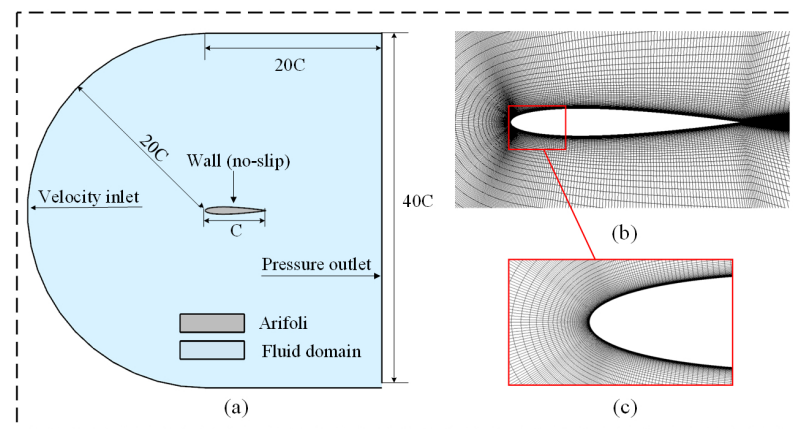 20C
20C
Wall (no-slip)
Velocity inlet
C
40C
Pressure outlet
Arifoli
Fluid domain
(a)
(b)
(c)